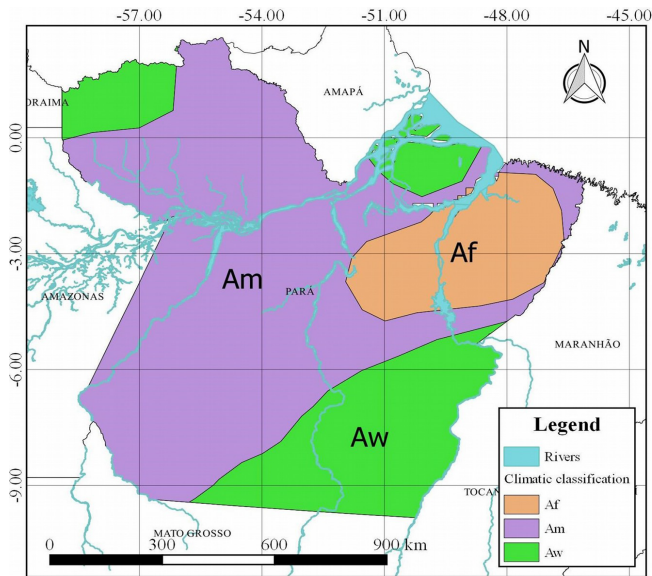 -57.00 -54.00 -51.00 -48.00 -45.00
N
AMAPÁ
ORAIMA
0.00
-3.00
Af
Am
PARÁ
AMAZONAS
MARANHÃO
-6.00
Aw
Legend
Rivers
Climatic classification
Af
Am
Aw
-9.00
TOCAN
MATO GROSSO
0 300 600 900 km